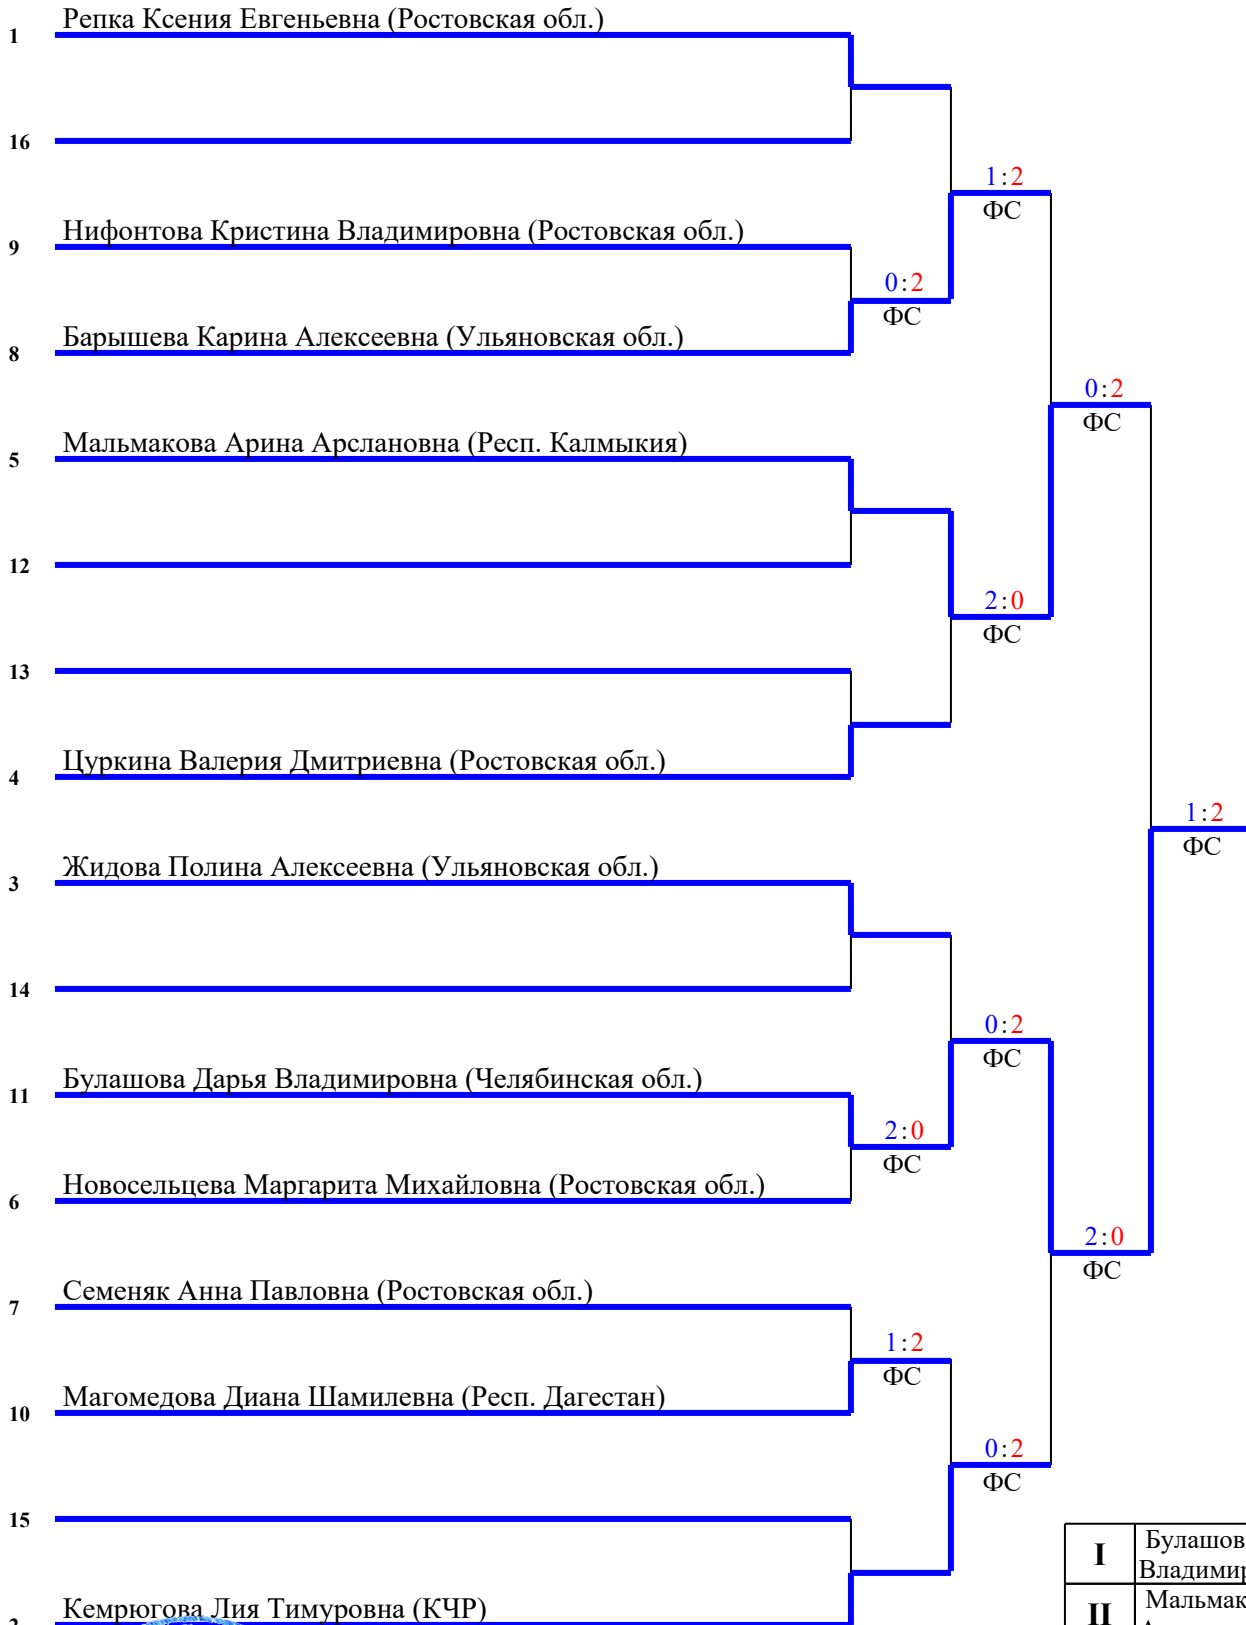 Репка Ксения Евгеньевна (Ростовская обл.)
1
16
1:2
ФС
Нифонтова Кристина Владимировна (Ростовская обл.)
9
0:2
ФС
Барышева Карина Алексеевна (Ульяновская обл.)
8
0:2
ФС
Мальмакова Арина Арслановна (Респ. Калмыкия)
5
12
2:0
ФС
13
Цуркина Валерия Дмитриевна (Ростовская обл.)
4
1:2
ФС
Жидова Полина Алексеевна (Ульяновская обл.)
3
14
0:2
ФС
Булашова Дарья Владимировна (Челябинская обл.)
11
2:0
ФС
Новосельцева Маргарита Михайловна (Ростовская обл.)
6
2:0
ФС
Семеняк Анна Павловна (Ростовская обл.)
7
1:2
ФС
Магомедова Диана Шамилевна (Респ. Дагестан)
10
0:2
ФС
15
I
Булашов
Владимир
Кемрюгова Лия Тимуровна (КЧР)
II
Мальмак